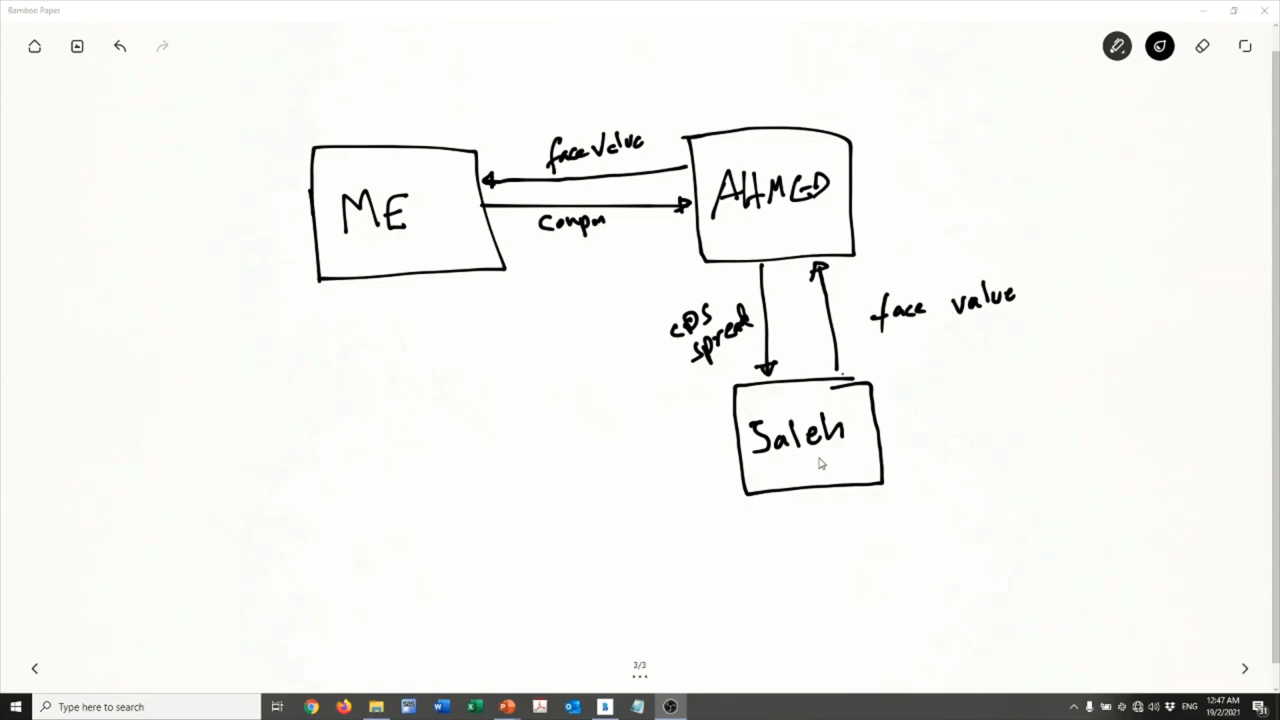 Bamboo Paper
face Value
ME
AHMED
coupon
CDS
spread
face value
Saleh
3/3
Type here to search
ENG
12:47 AM
19/2/2021